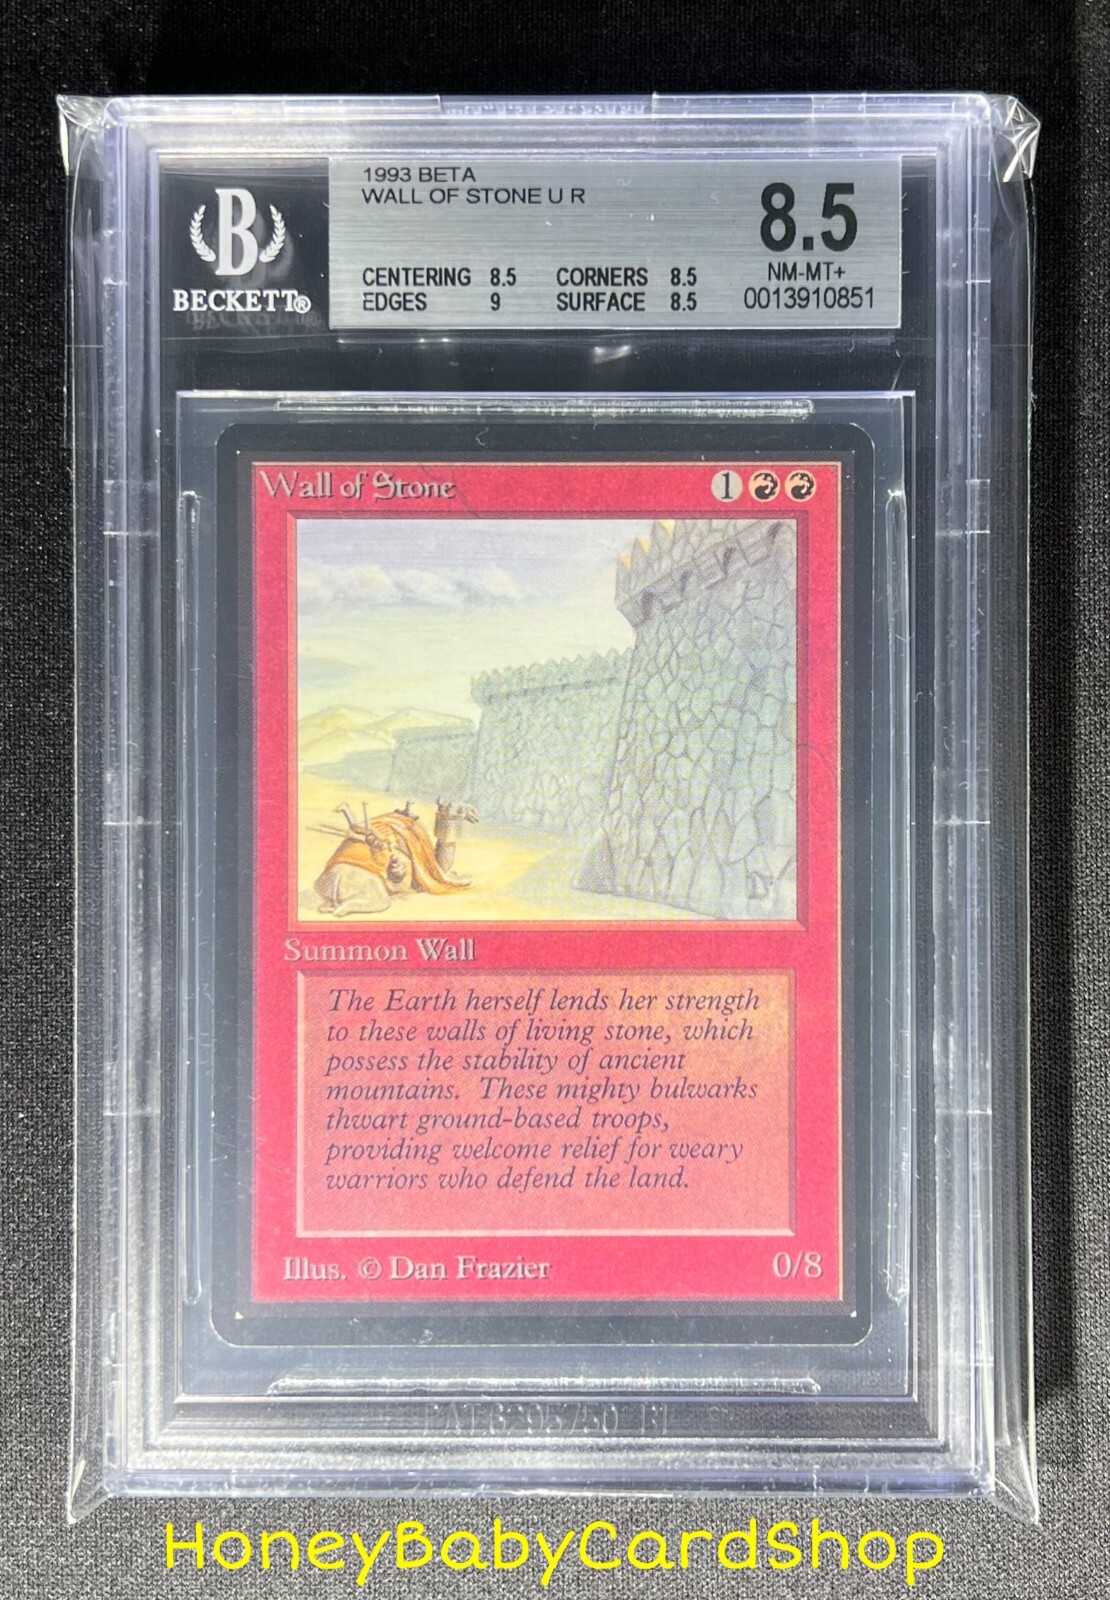 1993 BETA
WALL OF STONE U R
8.5
CENTERING 8.5 CORNERS 8.5
NM-MT+
EDGES 9 SURFACE 8.5
0013910851
B
BECKETT®
Wall of Stone 1
D
Summon Wall
The Earth herself lends her strength
to these walls of living stone, which
possess the stability of ancient
mountains. These mighty bulwarks
thwart ground-based troops,
providing welcome relief for weary
warriors who defend the land.
Illus. © Dan Frazier 0/8
HoneyBabyCardShop